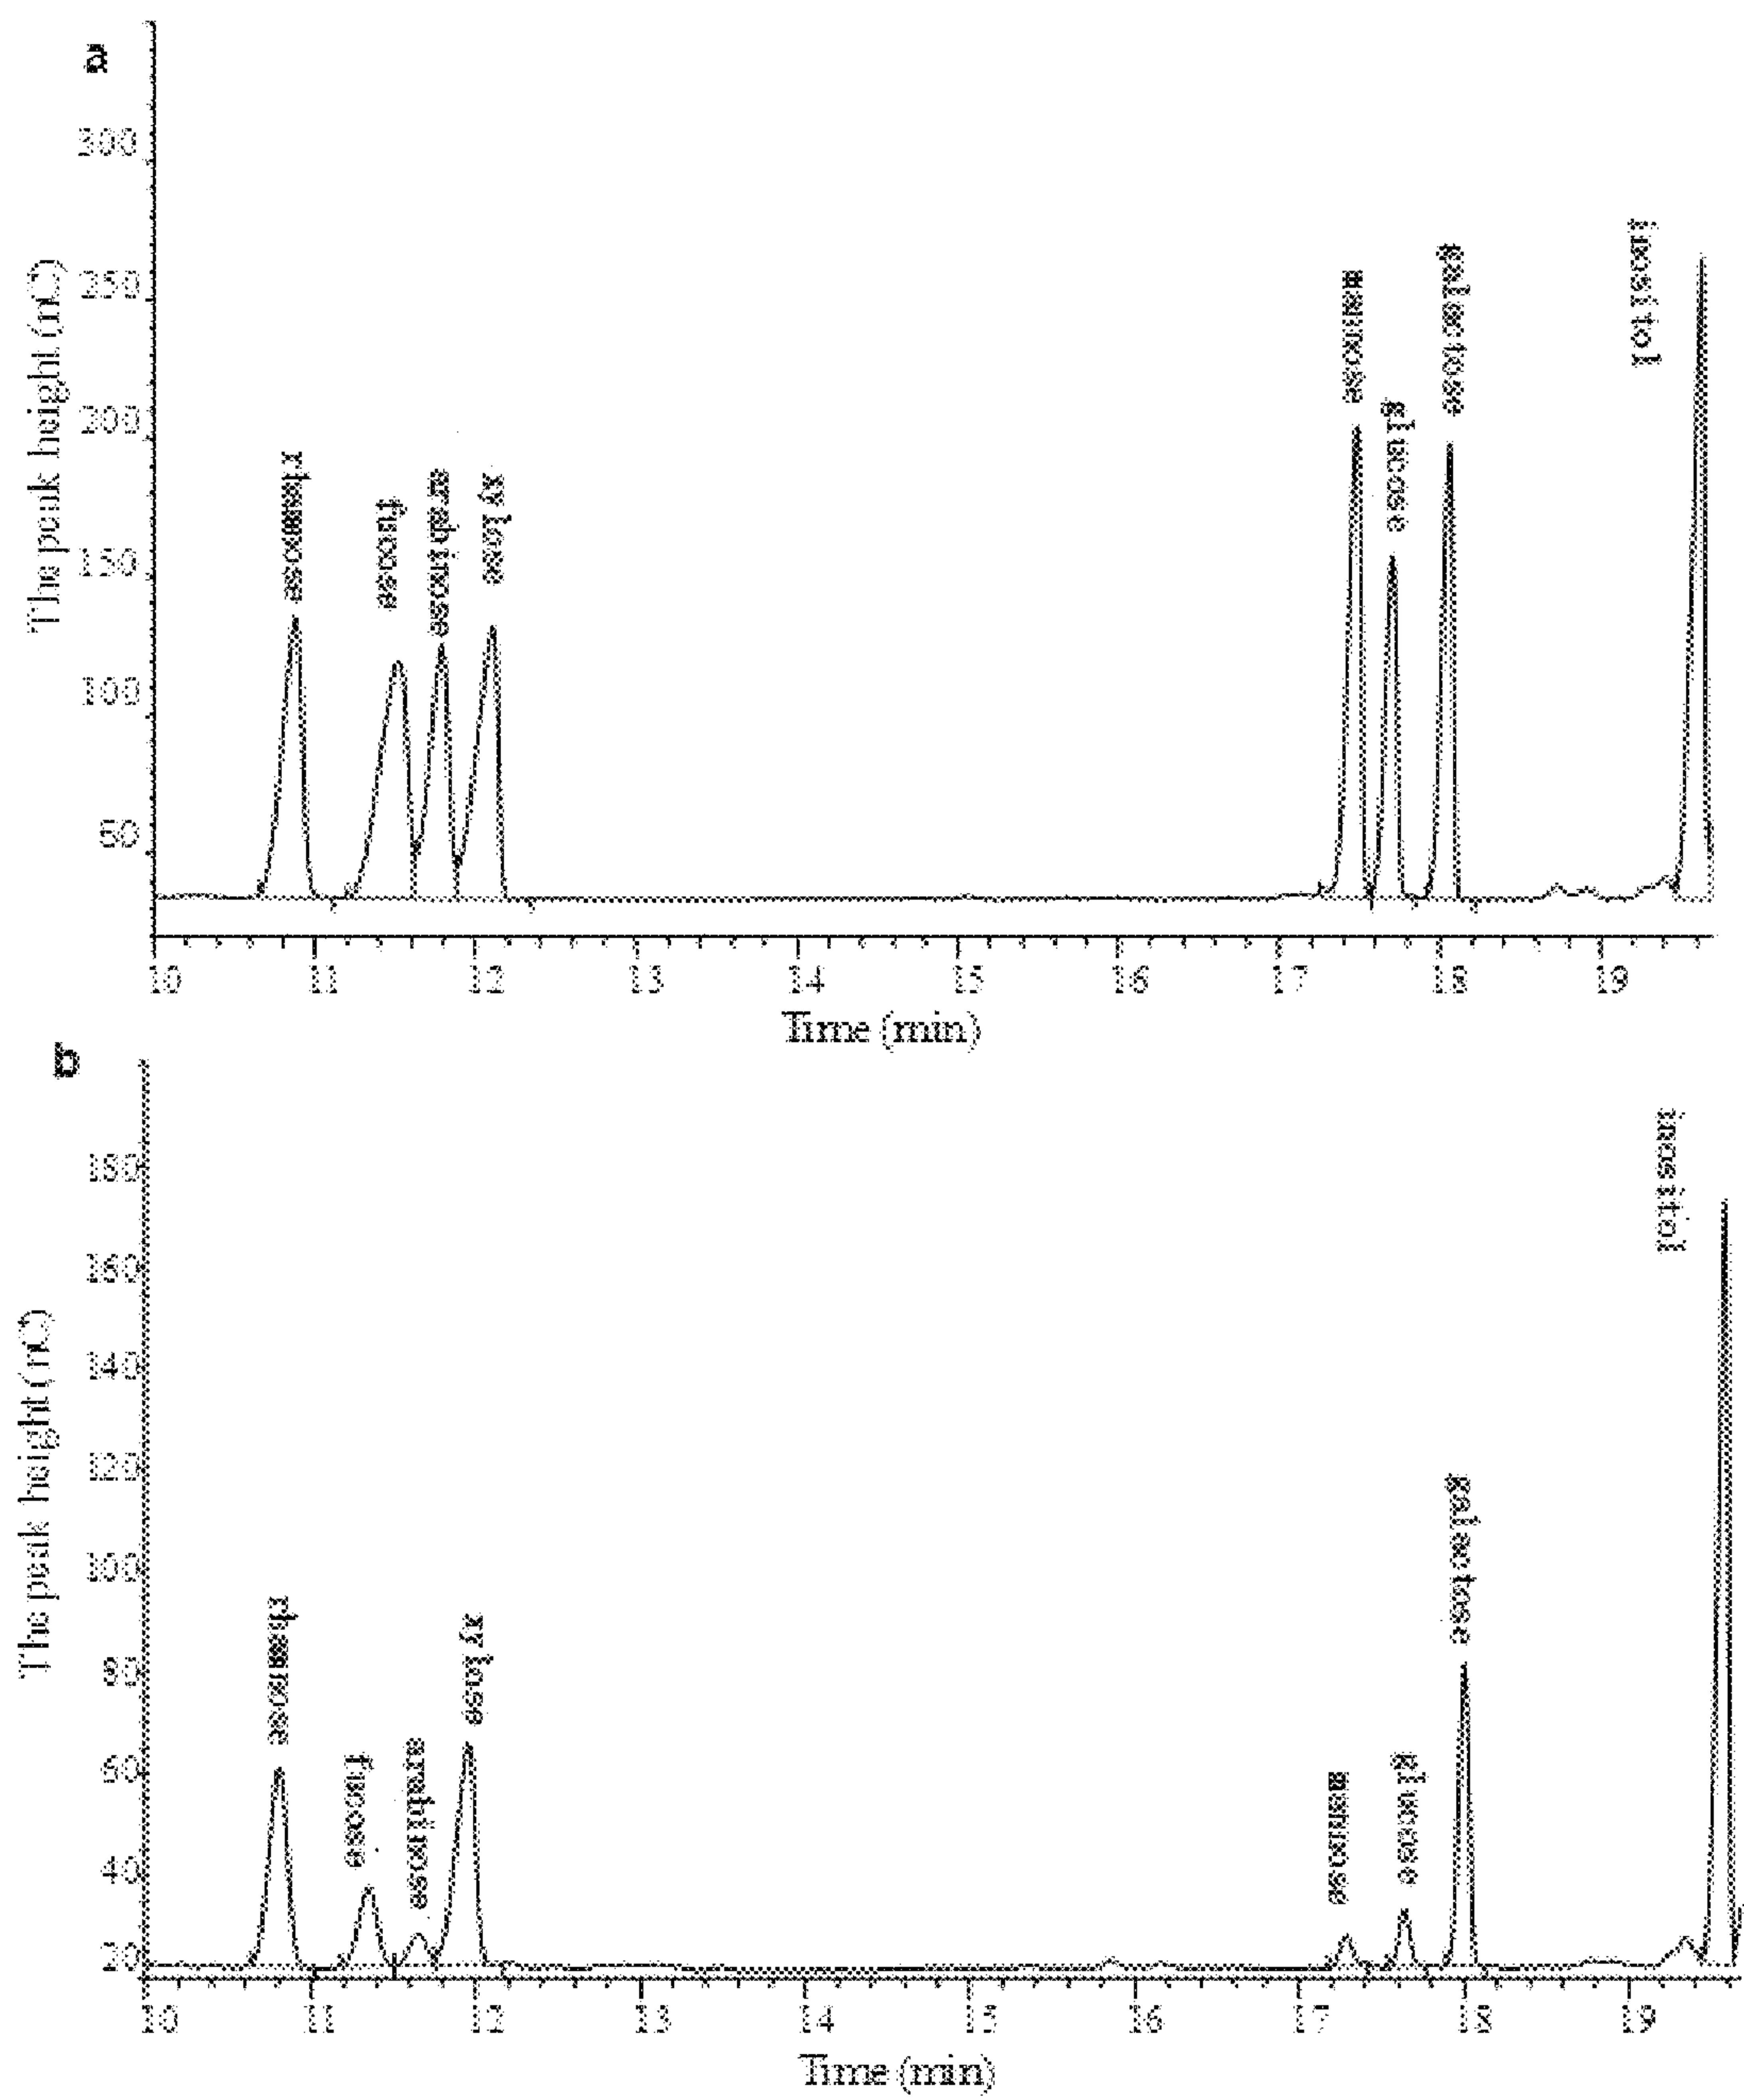 a
The peak height (nC)
300
250
200
150
100
50
rhamnose
fucose
arabinose
xylose
mannose
glucose
galactose
inositol
10 11 12 13 14 15 16 17 18 19
Time (min)
b
The peak height (nC)
180
160
140
120
100
80
60
40
20
rhamnose
fucose
arabinose
xylose
mannose
glucose
galactose
inositol
10 11 12 13 14 15 16 17 18 19
Time (min)